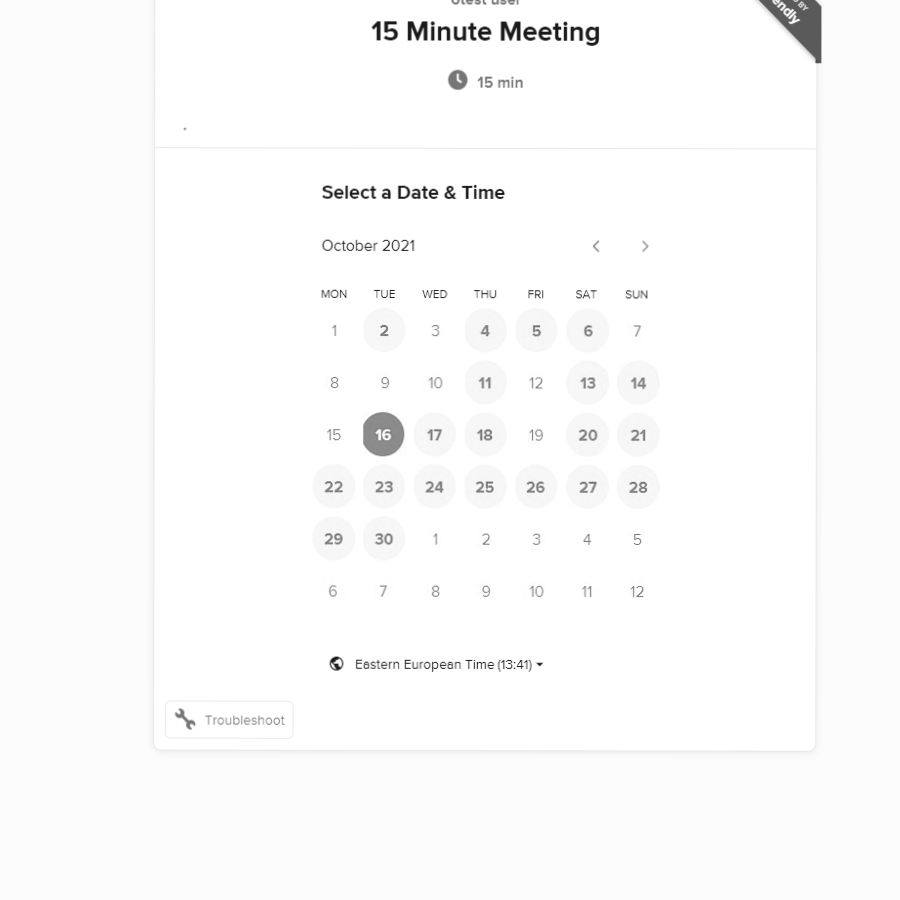 utest user
15 Minute Meeting
15 min
.
Select a Date & Time
October 2021
MON TUE WED THU FRI SAT SUN
1 2 3 4 5 6 7
8 9 10 11 12 13 14
15 16 17 18 19 20 21
22 23 24 25 26 27 28
29 30 1 2 3 4 5
6 7 8 9 10 11 12
Eastern European Time (13:41)
Troubleshoot